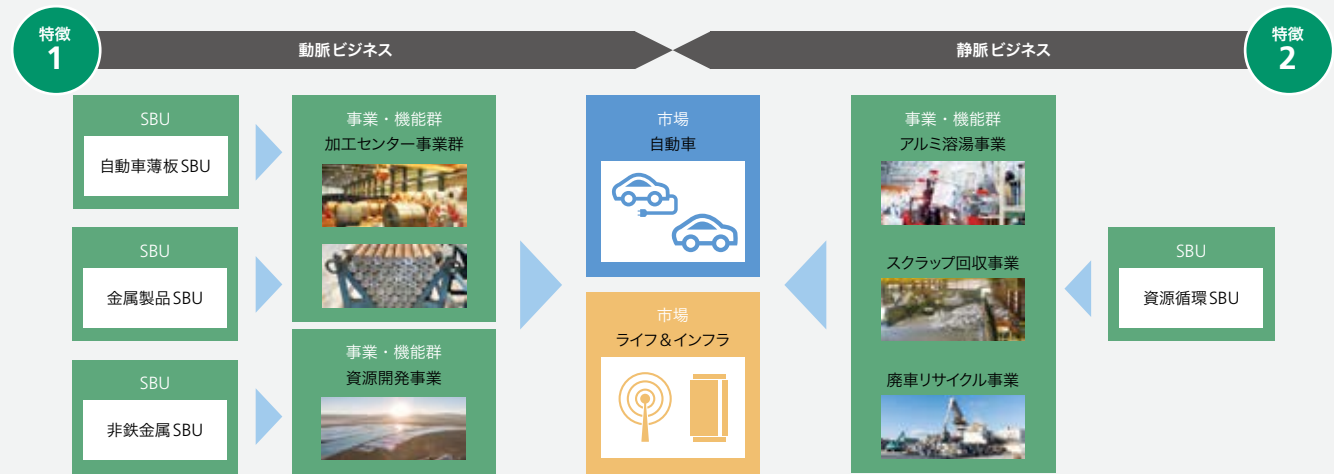 特徴
1
動脈ビジネス
静脈ビジネス
特徴
2
SBU
自動車薄板SBU
SBU
金属製品SBU
SBU
非鉄金属SBU
事業・機能群
加工センター事業群
事業・機能群
資源開発事業
市場
自動車
市場
ライフ&インフラ
事業・機能群
アルミ溶湯事業
スクラップ回収事業
廃車リサイクル事業
SBU
資源循環SBU